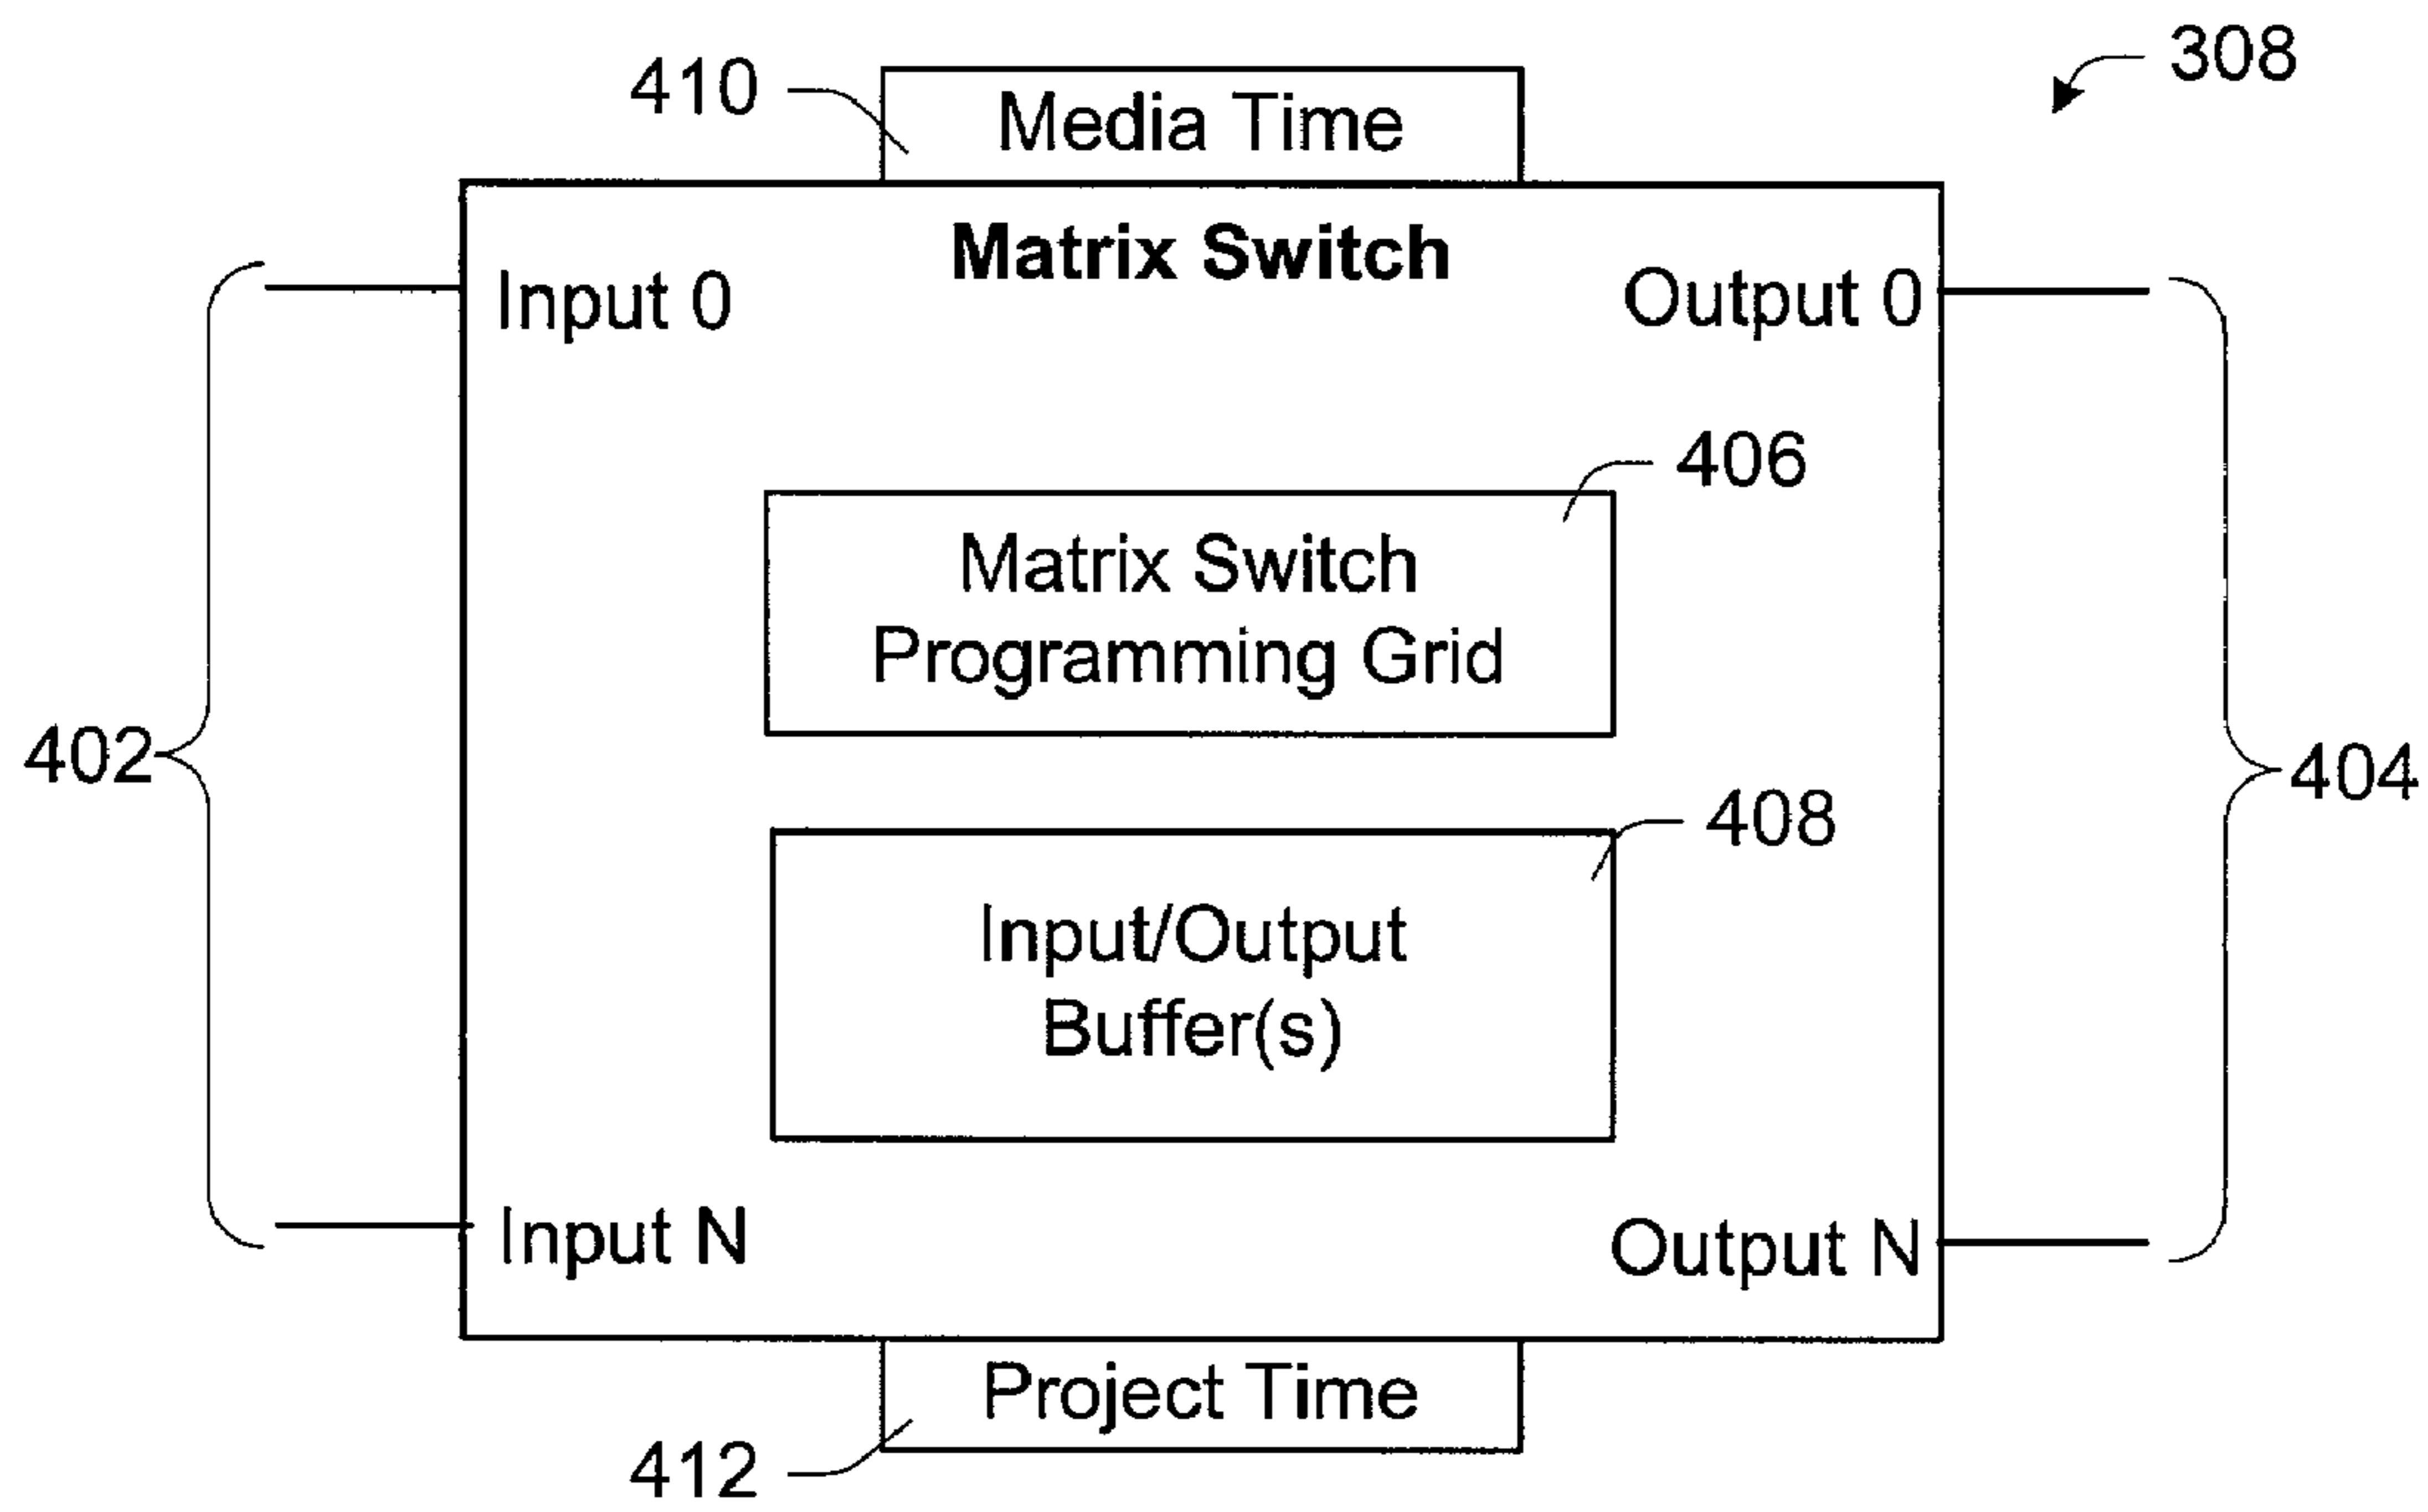 308
410
Media Time
Matrix Switch
Input 0
Output 0
406
Matrix Switch
Programming Grid
402
404
408
Input/Output
Buffer(s)
Input N
Output N
Project Time
412